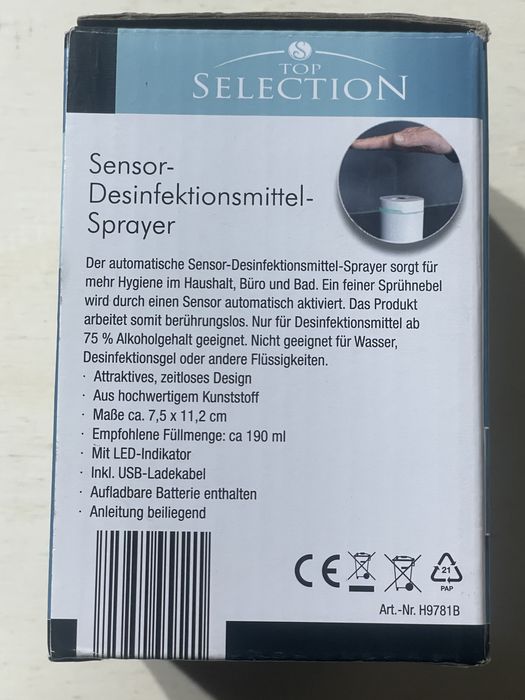 S
TOP
SELECTION
Sensor-
Desinfektionsmittel-
Sprayer
Der automatische Sensor-Desinfektionsmittel-Sprayer sorgt für
mehr Hygiene im Haushalt, Büro und Bad. Ein feiner Sprühnebel
wird durch einen Sensor automatisch aktiviert. Das Produkt
arbeitet somit berührungslos. Nur für Desinfektionsmittel ab
75 % Alkoholgehalt geeignet. Nicht geeignet für Wasser,
Desinfektionsgel oder andere Flüssigkeiten.
· Attraktives, zeitloses Design
· Aus hochwertigem Kunststoff
· Maße ca. 7,5 x 11,2 cm
· Empfohlene Füllmenge: ca 190 ml
· Mit LED-Indikator
· Inkl. USB-Ladekabel
· Aufladbare Batterie enthalten
· Anleitung beiliegend
CE
21
PAP
Art.-Nr. H9781B